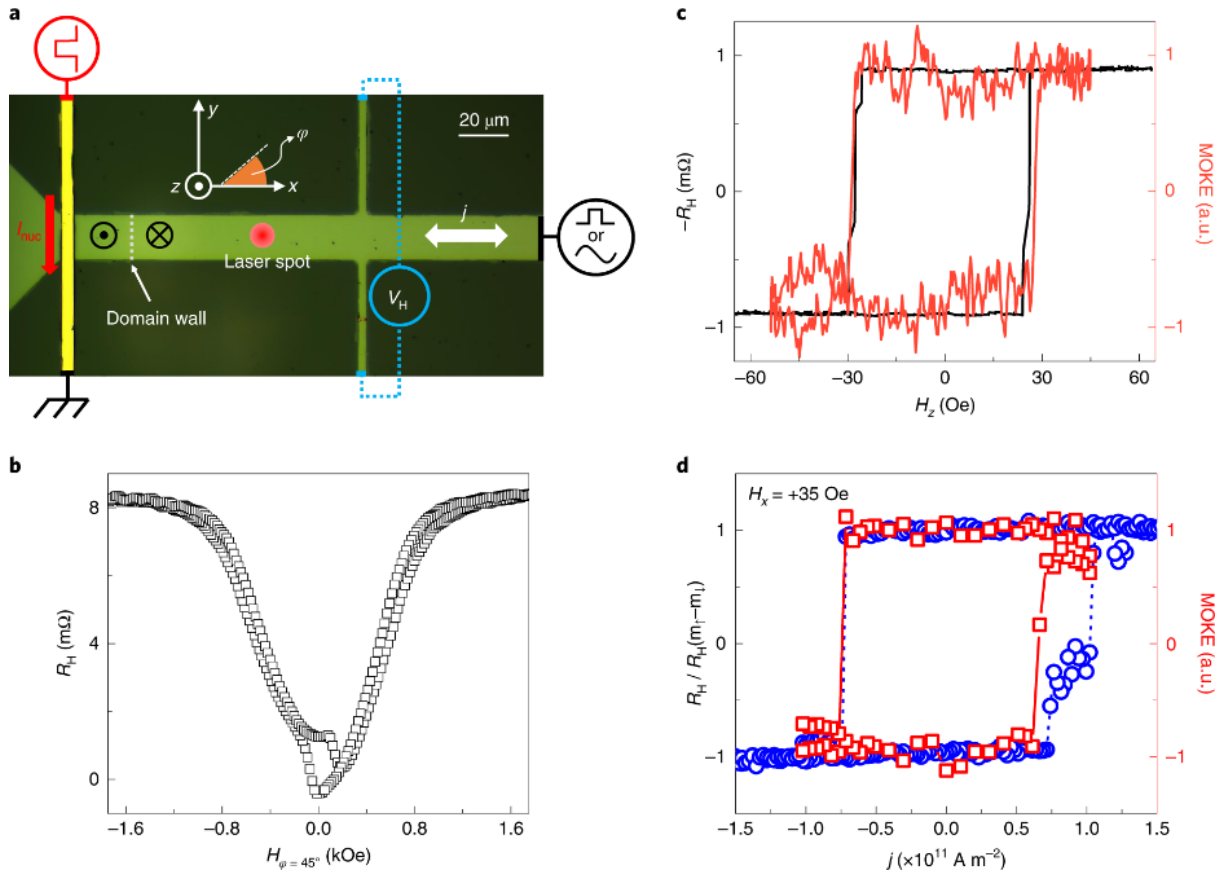 a
y
φ
20 μm
z
x
I_nuc
j
or
Laser spot
V_H
Domain wall
b
8
4
0
R_H (mΩ)
−1.6 −0.8 0.0 0.8 1.6
H_φ = 45° (kOe)
c
1
0
−1
−R_H (mΩ)
1
0
−1
MOKE (a.u.)
−60 −30 0 30 60
H_z (Oe)
d
H_x = +35 Oe
1
0
−1
R_H / R_H(m↑−m↓)
1
0
−1
MOKE (a.u.)
−1.5 −1.0 −0.5 0.0 0.5 1.0 1.5
j (×10¹¹ A m⁻²)